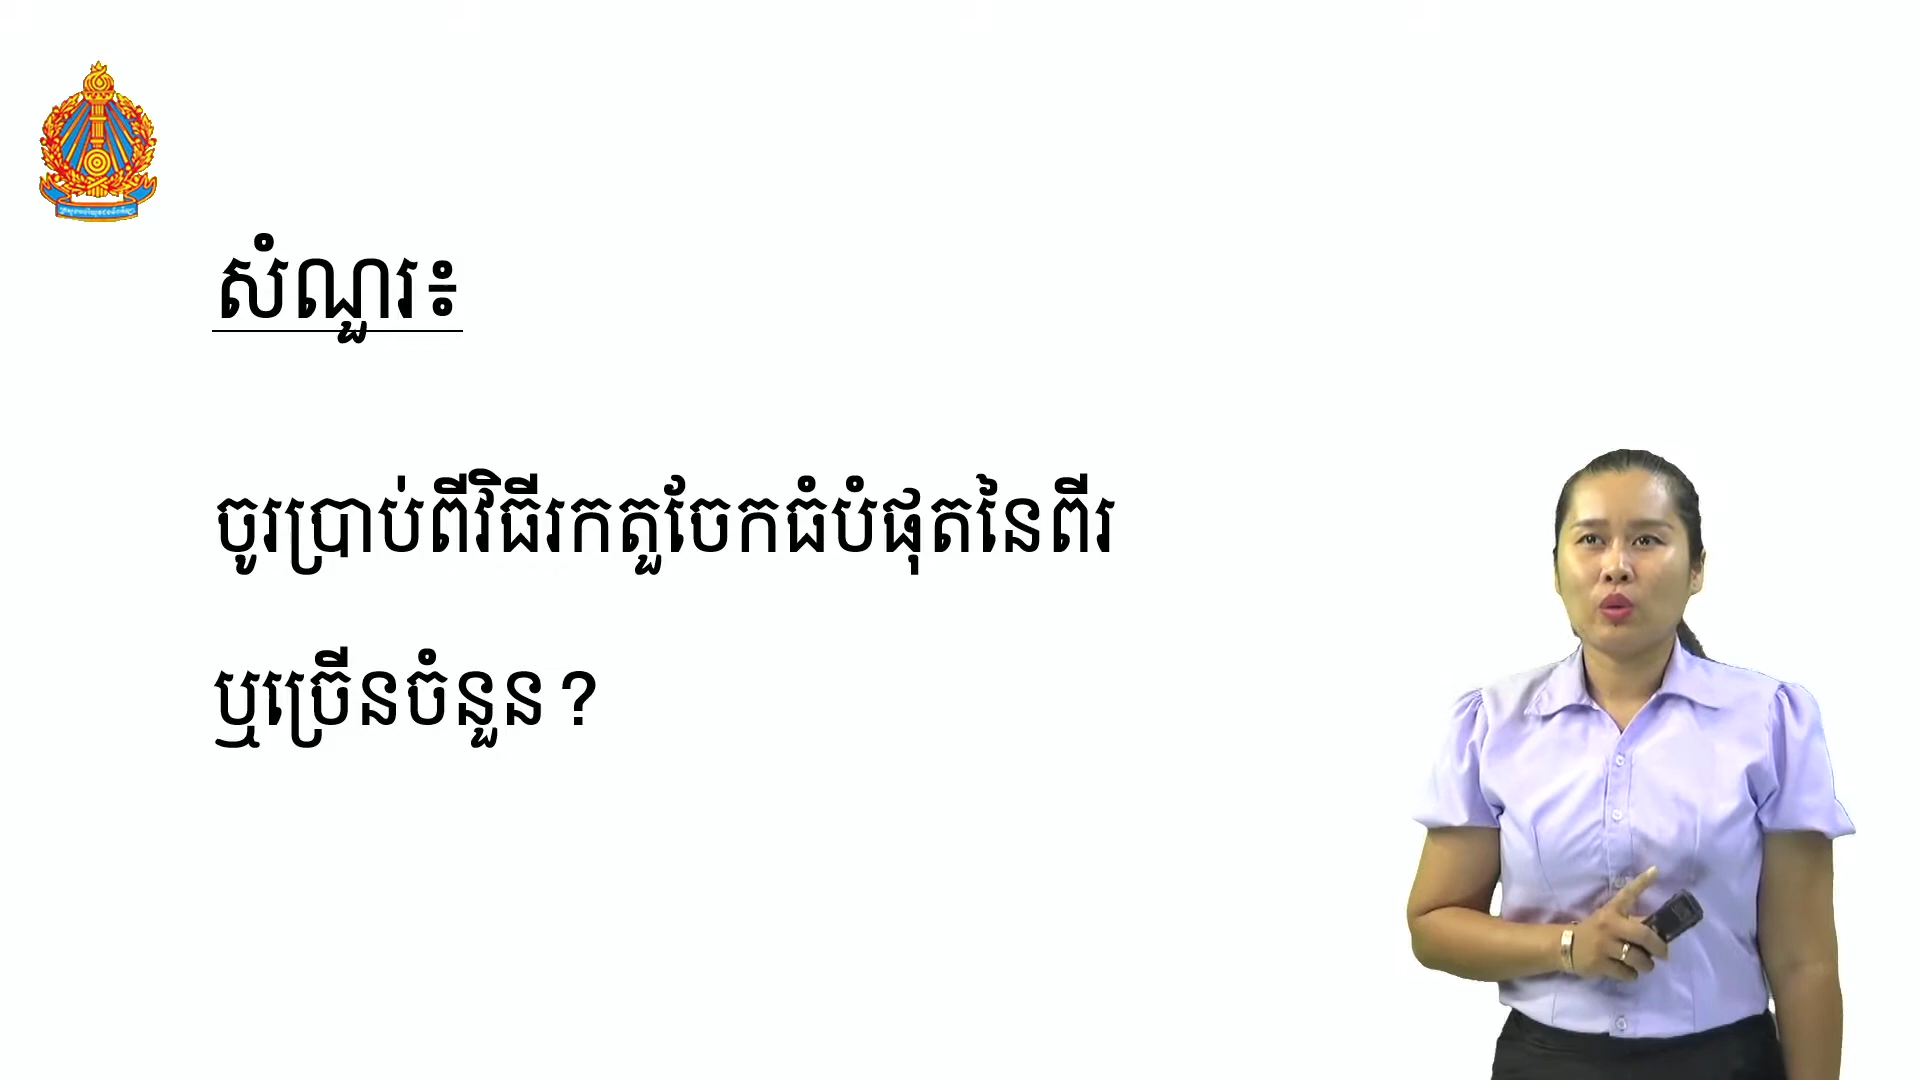 សំណួរ៖
ចូរប្រាប់ពីវិធីរកតួចែកធំបំផុតនៃពីរ
ឬច្រើនចំនួន ?